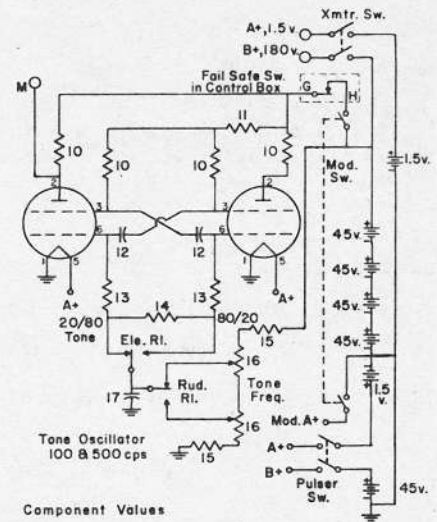 Xmtr. Sw.
A+, 1.5v.
B+, 180v.
M
Fail Safe Sw.
in Control Box
G
H
11
10
10
10
10
Mod.
Sw.
1.5v.
2
2
3
3
6
6
12
12
1
5
1
5
A+
A+
45v.
45v.
45v.
45v.
13
13
14
20/80
Tone
80/20
15
Ele. Rl.
16
17
Rud.
Rl.
Tone
Freq.
16
1.5
v.
Mod. A+
Tone Oscillator
100 & 500 cps
15
A+
B+
Pulser
Sw.
45v.
Component Values